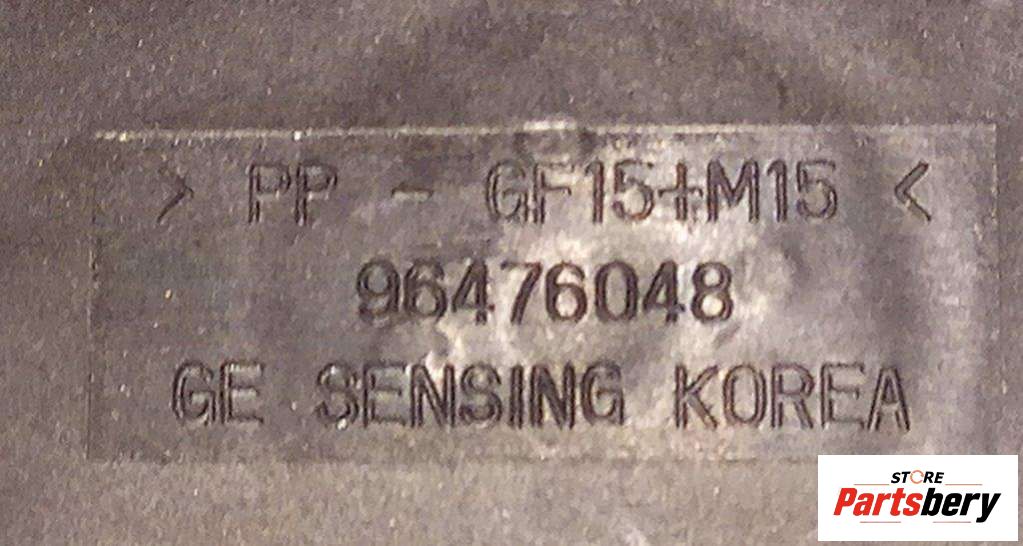 > PP - GF15+M15 <
96476048
GE SENSING KOREA
STORE
Partsbery